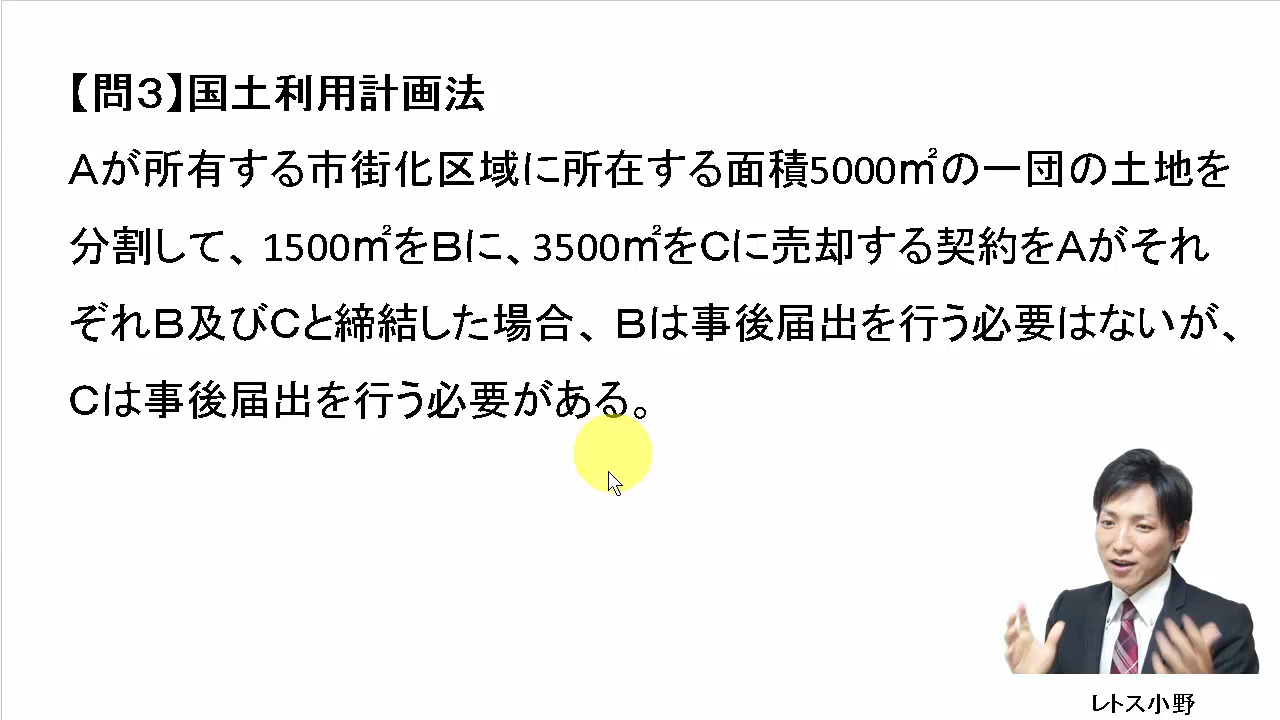 【問3】国土利用計画法
Aが所有する市街化区域に所在する面積5000㎡の一団の土地を
分割して、1500㎡をBに、3500㎡をCに売却する契約をAがそれ
ぞれB及びCと締結した場合、Bは事後届出を行う必要はないが、
Cは事後届出を行う必要がある。
レトス小野